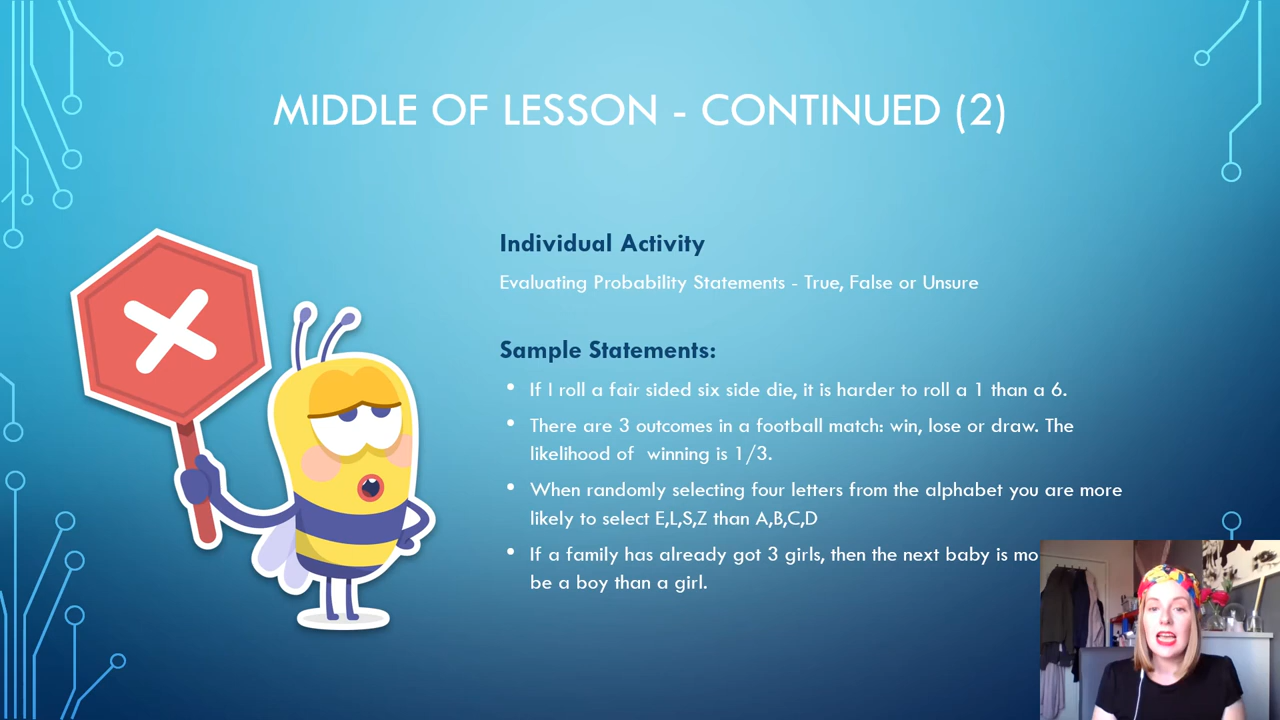 MIDDLE OF LESSON - CONTINUED (2)
Individual Activity
Evaluating Probability Statements - True, False or Unsure
Sample Statements:
• If I roll a fair sided six side die, it is harder to roll a 1 than a 6.
• There are 3 outcomes in a football match: win, lose or draw. The
likelihood of  winning is 1/3.
• When randomly selecting four letters from the alphabet you are more
likely to select E,L,S,Z than A,B,C,D
• If a family has already got 3 girls, then the next baby is
be a boy than a girl.